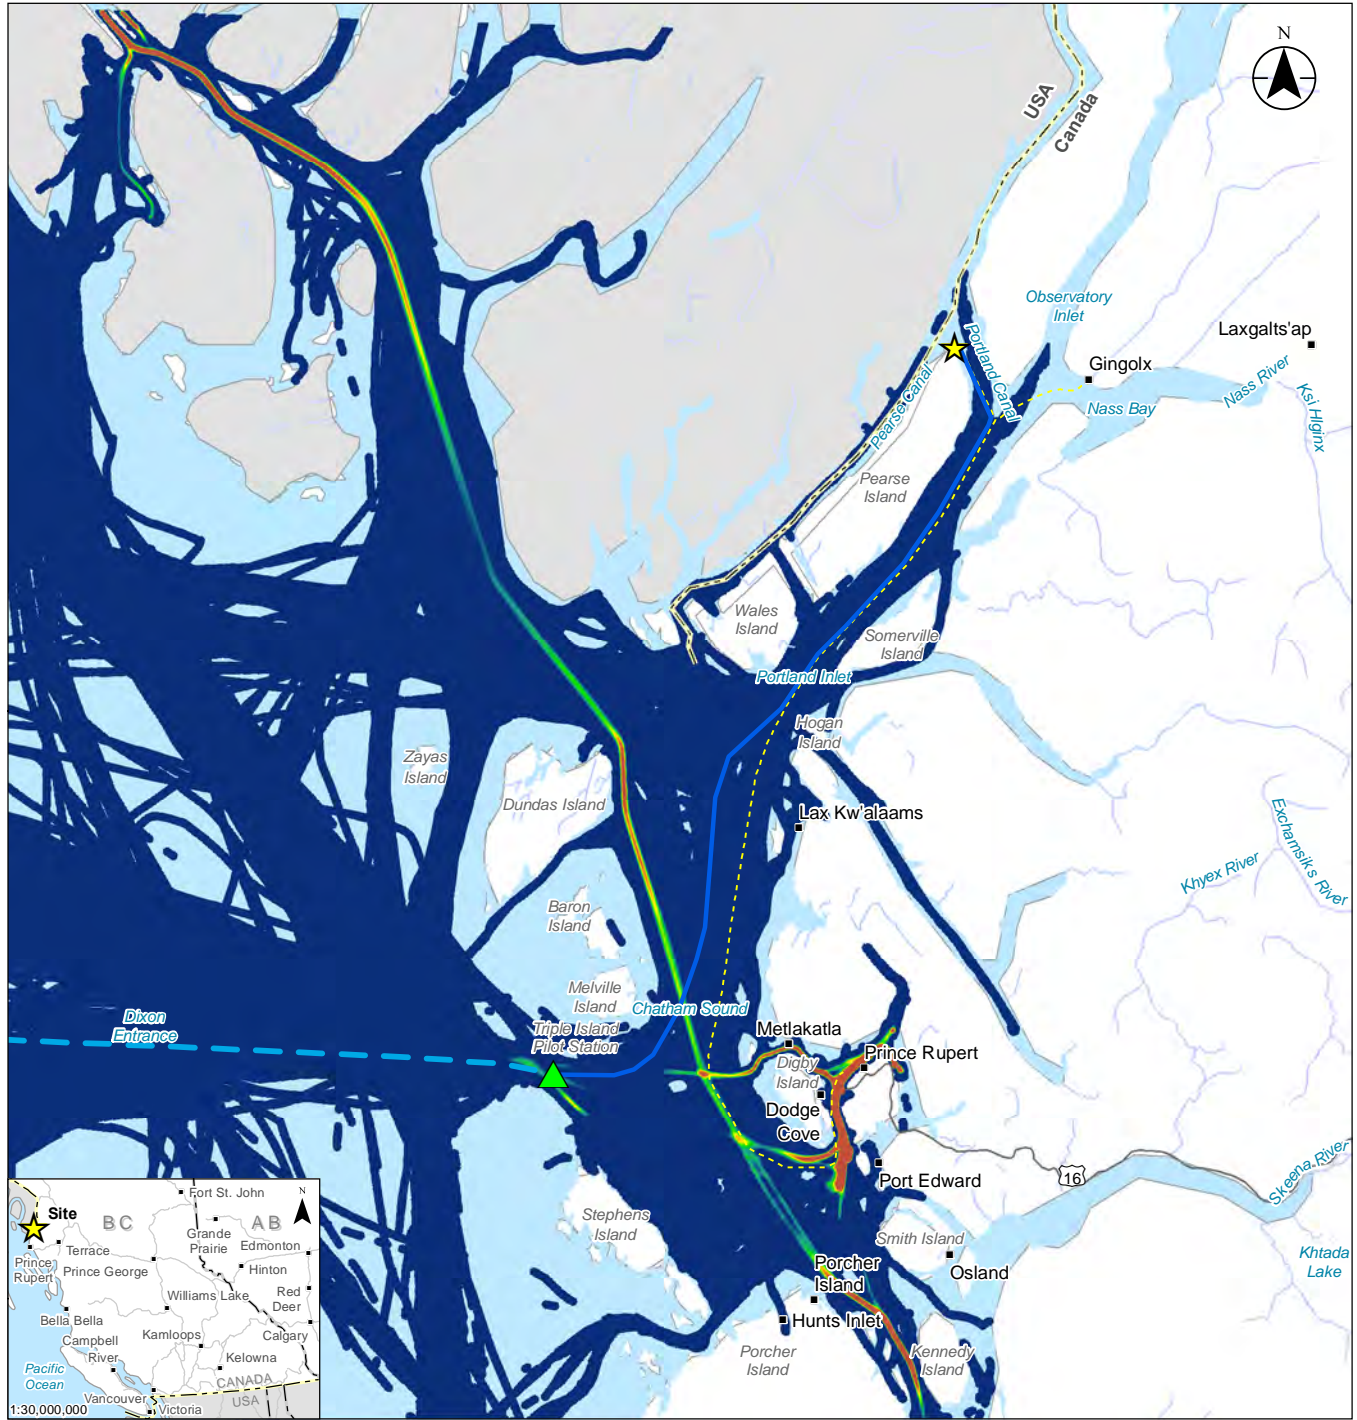 N
USA
Canada
Observatory
Inlet
Laxgalts'ap
Gingolx
Portland Canal
Nass River
Nass Bay
Ksi Hlginx
Pearse Canal
Pearse
Island
Wales
Island
Somerville
Island
Portland Inlet
Hogan
Island
Zayas
Island
Dundas Island
Lax Kw'alaams
Khyex River
Exchamsiks River
Baron
Island
Melville
Island
Chatham Sound
Dixon
Entrance
Triple Island
Pilot Station
Metlakatla
Prince Rupert
Digby
Island
Dodge
Cove
Port Edward
16
Skeena River
Stephens
Island
Smith Island
Osland
Khtada
Lake
Porcher
Island
Hunts Inlet
Porcher
Island
Kennedy
Island
Site
N
Fort St. John
BC
AB
Grande
Prairie
Edmonton
Terrace
Prince
Rupert
Prince George
Hinton
Williams Lake
Red
Deer
Bella Bella
Campbell
River
Kamloops
Calgary
Kelowna
Pacific
Ocean
CANADA
USA
Vancouver
Victoria
1:30,000,000